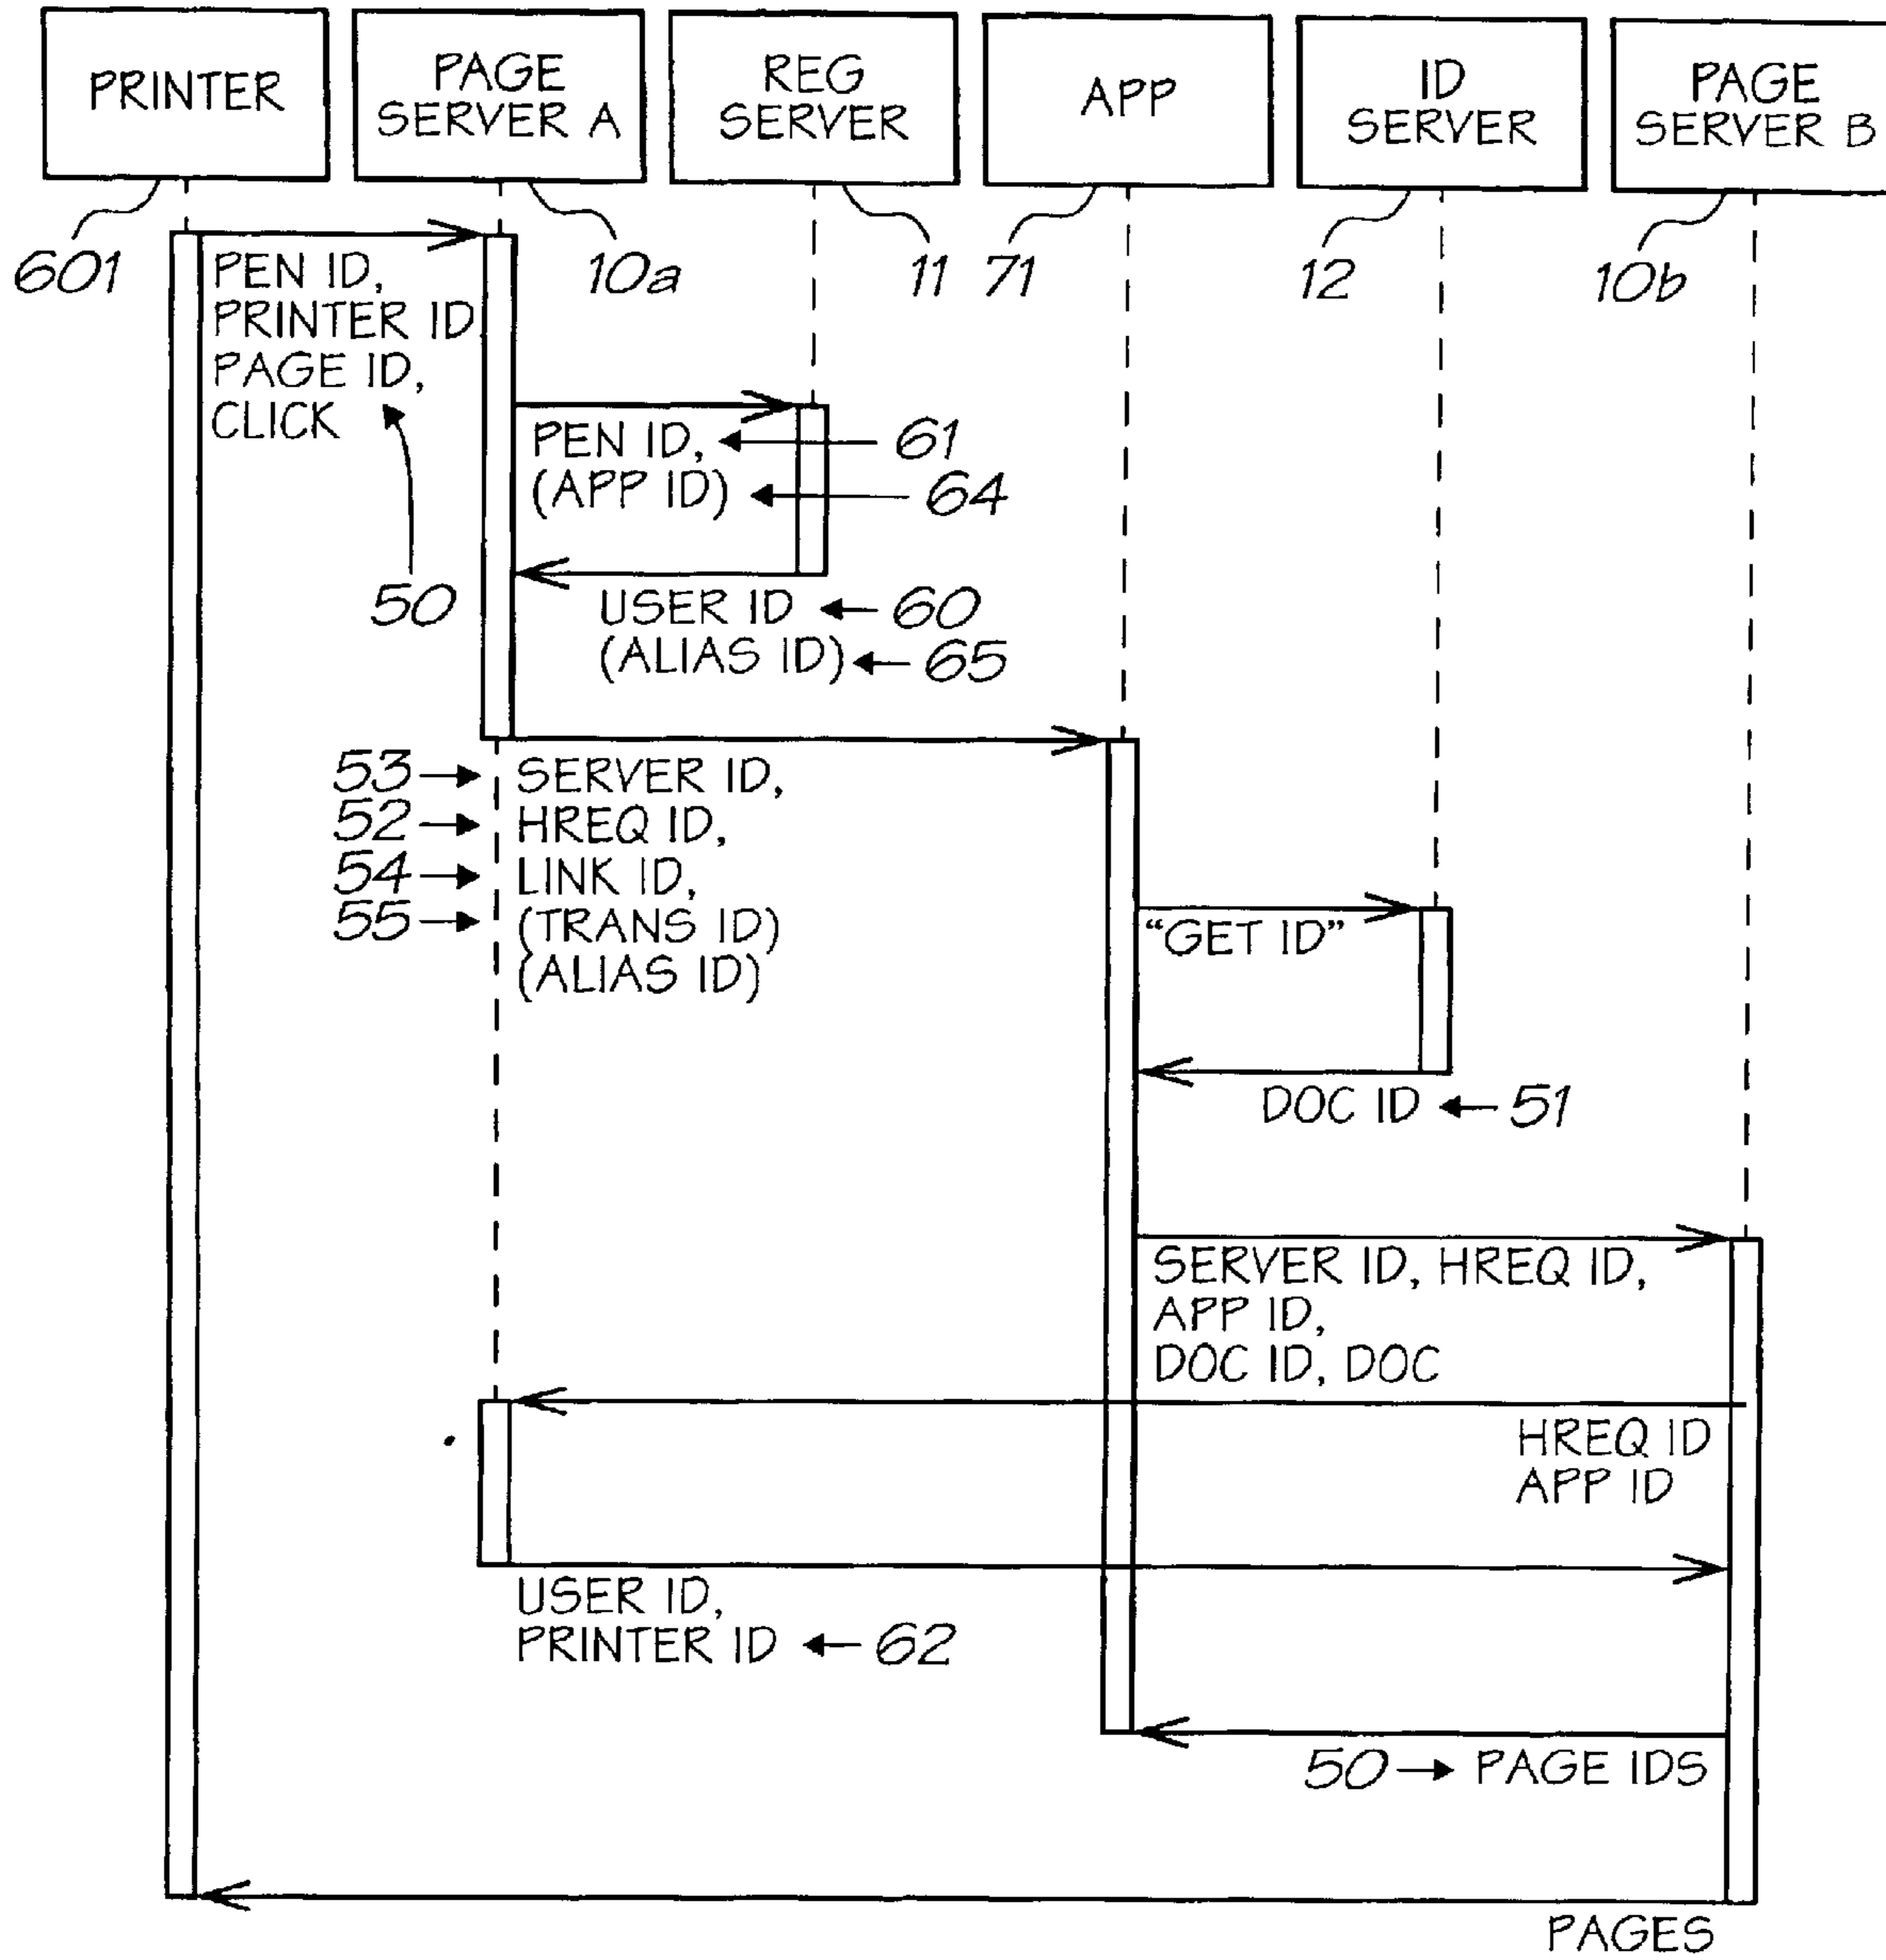 PRINTER
PAGE
SERVER A
REG
SERVER
APP
ID
SERVER
PAGE
SERVER B
601
10a
11
71
12
10b
PEN ID,
PRINTER ID
PAGE ID,
CLICK
50
PEN ID,
61
(APP ID)
64
USER ID
60
(ALIAS ID)
65
53
SERVER ID,
52
HREQ ID,
54
LINK ID,
55
(TRANS ID)
(ALIAS ID)
“GET ID”
DOC ID
51
SERVER ID, HREQ ID,
APP ID,
DOC ID, DOC
HREQ ID
APP ID
USER ID,
PRINTER ID
62
50
PAGE IDS
PAGES